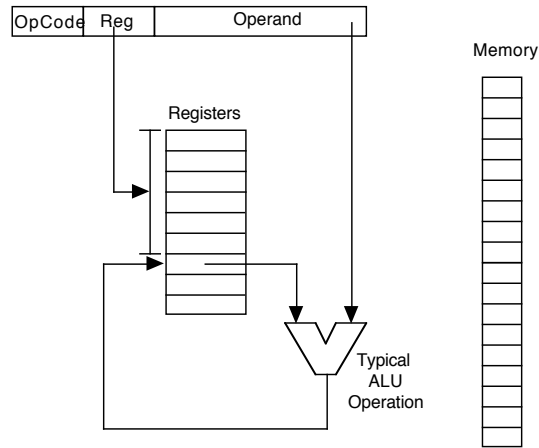 OpCode Reg Operand
Memory
Registers
Typical
ALU
Operation